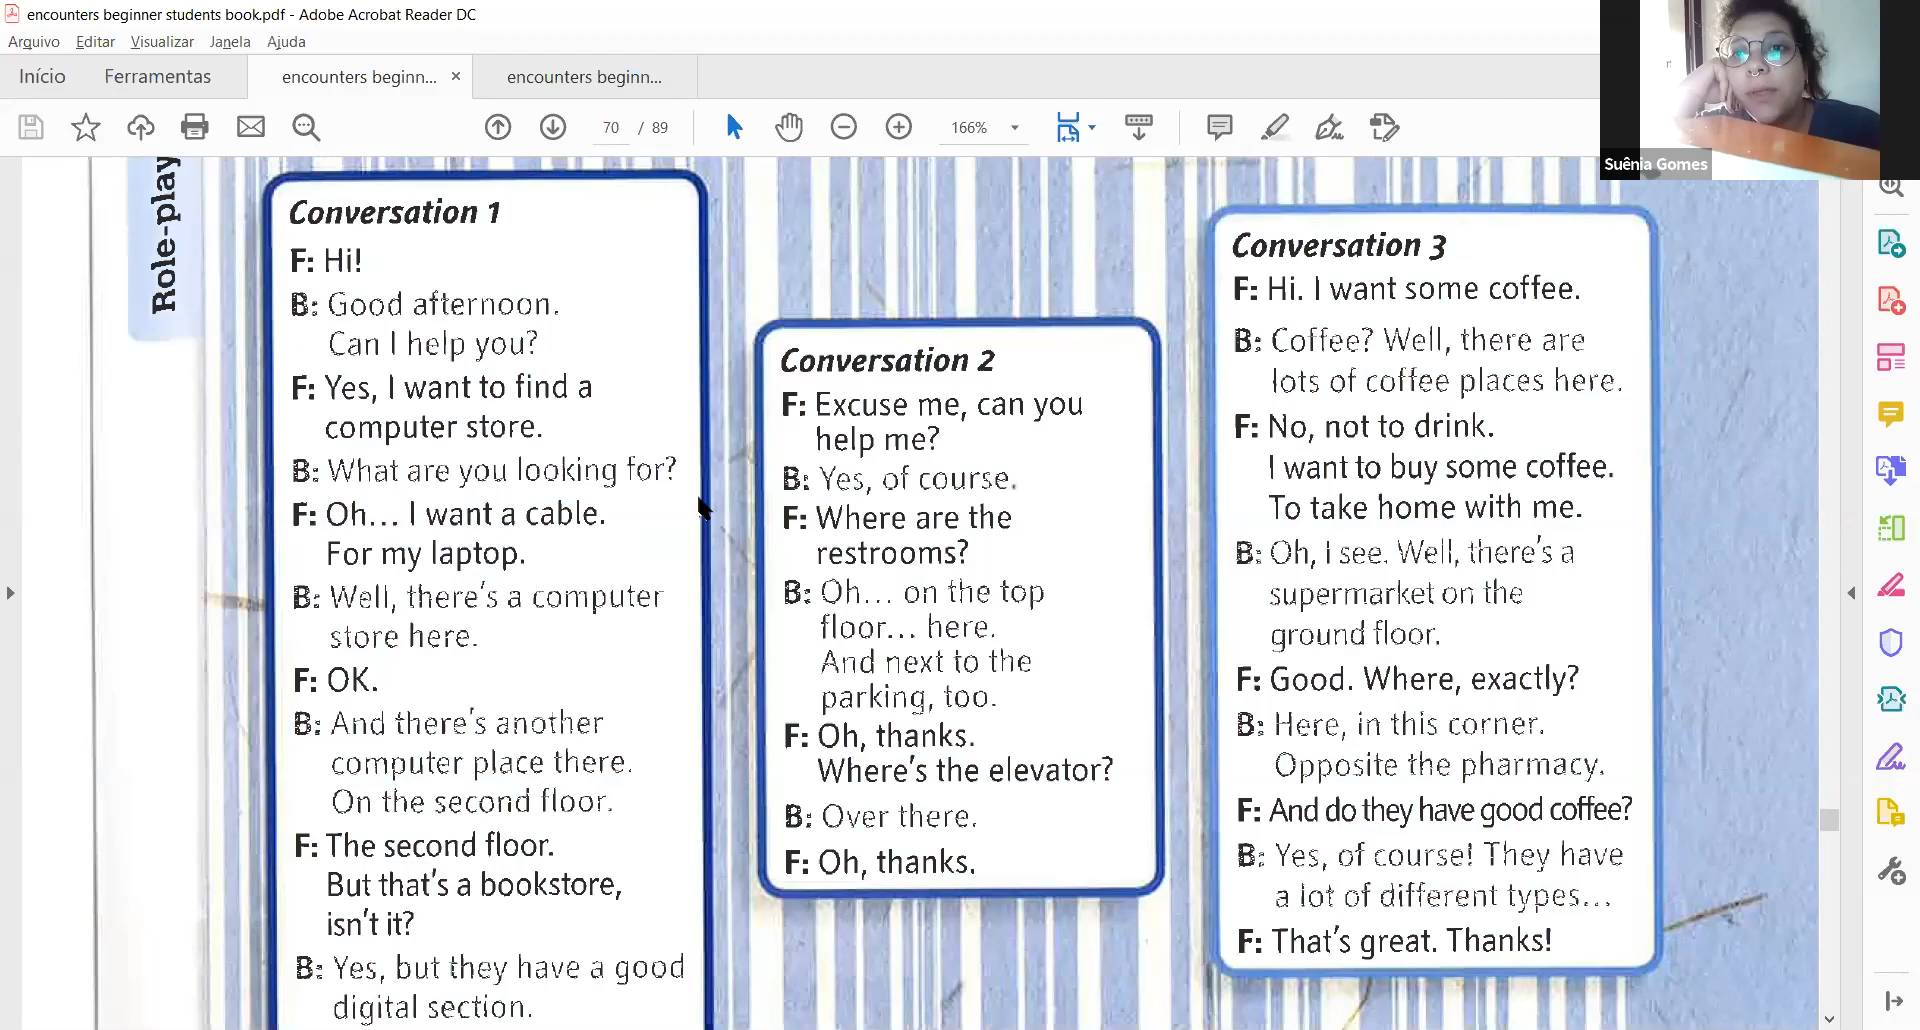 encounters beginner students book.pdf - Adobe Acrobat Reader DC
Arquivo Editar Visualizar Janela Ajuda
Início Ferramentas encounters beginn... × encounters beginn...
70 / 89 166%
Suênia Gomes
Role-play
Conversation 1
F: Hi!
B: Good afternoon.
Can I help you?
F: Yes, I want to find a
computer store.
B: What are you looking for?
F: Oh... I want a cable.
For my laptop.
B: Well, there's a computer
store here.
F: OK.
B: And there's another
computer place there.
On the second floor.
F: The second floor.
But that's a bookstore,
isn't it?
B: Yes, but they have a good
digital section.
Conversation 2
F: Excuse me, can you
help me?
B: Yes, of course.
F: Where are the
restrooms?
B: Oh... on the top
floor... here.
And next to the
parking, too.
F: Oh, thanks.
Where's the elevator?
B: Over there.
F: Oh, thanks.
Conversation 3
F: Hi. I want some coffee.
B: Coffee? Well, there are
lots of coffee places here.
F: No, not to drink.
I want to buy some coffee.
To take home with me.
B: Oh, I see. Well, there's a
supermarket on the
ground floor.
F: Good. Where, exactly?
B: Here, in this corner.
Opposite the pharmacy.
F: And do they have good coffee?
B: Yes, of course! They have
a lot of different types...
F: That's great. Thanks!